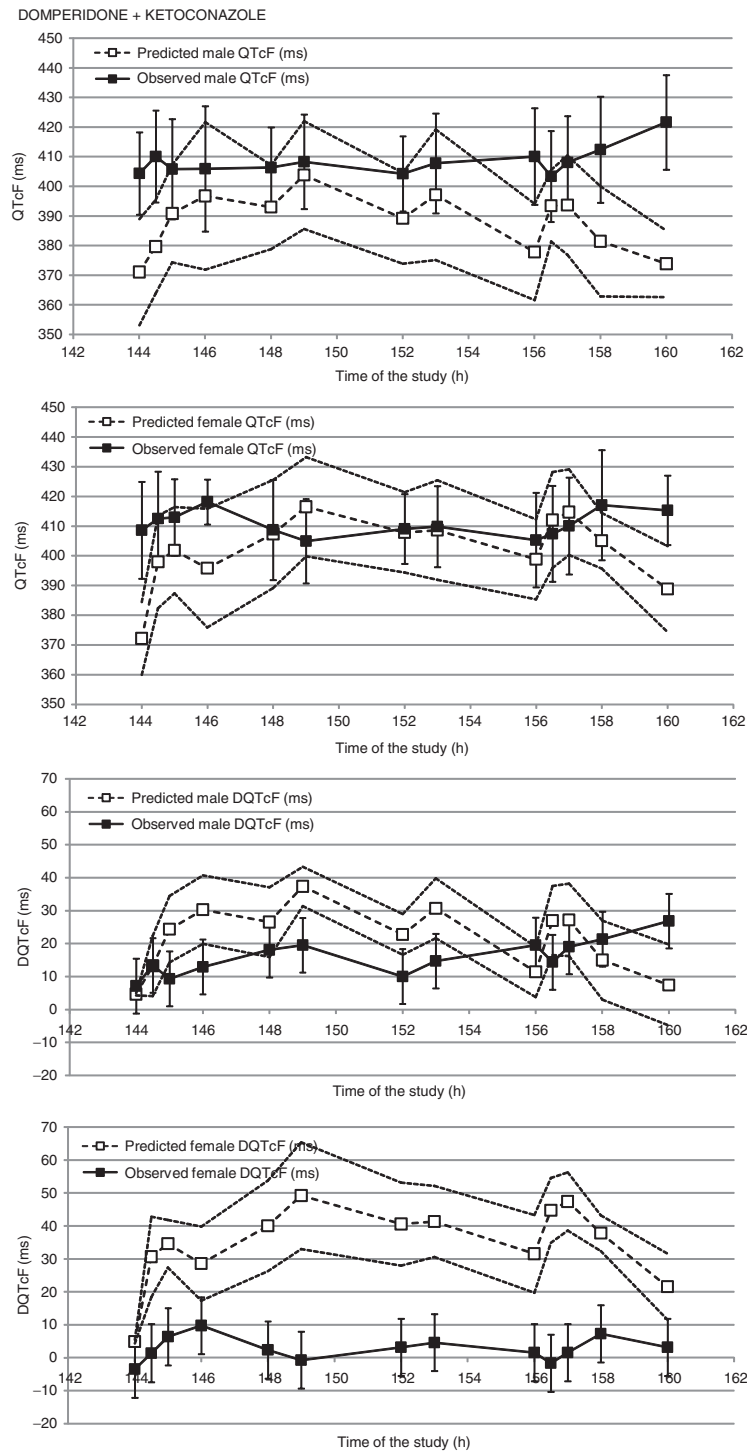 DOMPERIDONE + KETOCONAZOLE
450
440
430
420
410
400
390
380
370
360
350
QTcF (ms)
Predicted male QTcF (ms)
Observed male QTcF (ms)
142 144 146 148 150 152 154 156 158 160 162
Time of the study (h)
450
440
430
420
410
400
390
380
370
360
350
QTcF (ms)
Predicted female QTcF (ms)
Observed female QTcF (ms)
142 144 146 148 150 152 154 156 158 160 162
Time of the study (h)
70
60
50
40
30
20
10
0
–10
–20
DQTcF (ms)
Predicted male DQTcF (ms)
Observed male DQTcF (ms)
142 144 146 148 150 152 154 156 158 160 162
Time of the study (h)
70
60
50
40
30
20
10
0
–10
–20
DQTcF (ms)
Predicted female DQTcF (ms)
Observed female DQTcF (ms)
142 144 146 148 150 152 154 156 158 160 162
Time of the study (h)